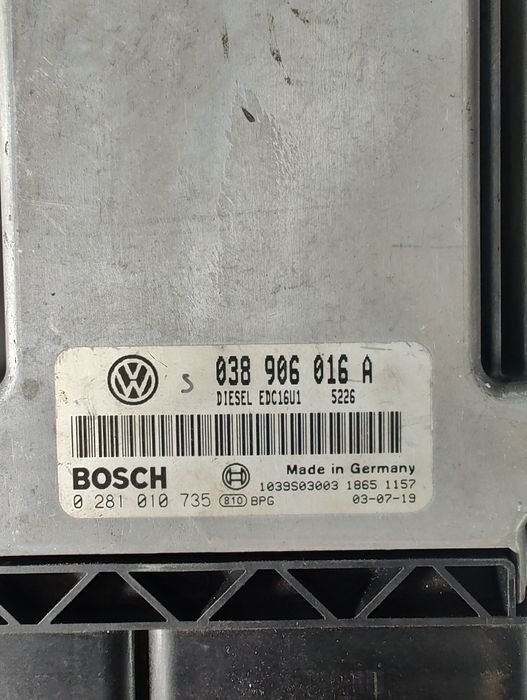 S 038 906 016 A
DIESEL EDC16U1 5226
BOSCH Made in Germany
0 281 010 735 810 BPG 1039S03003 1865 1157
03-07-19